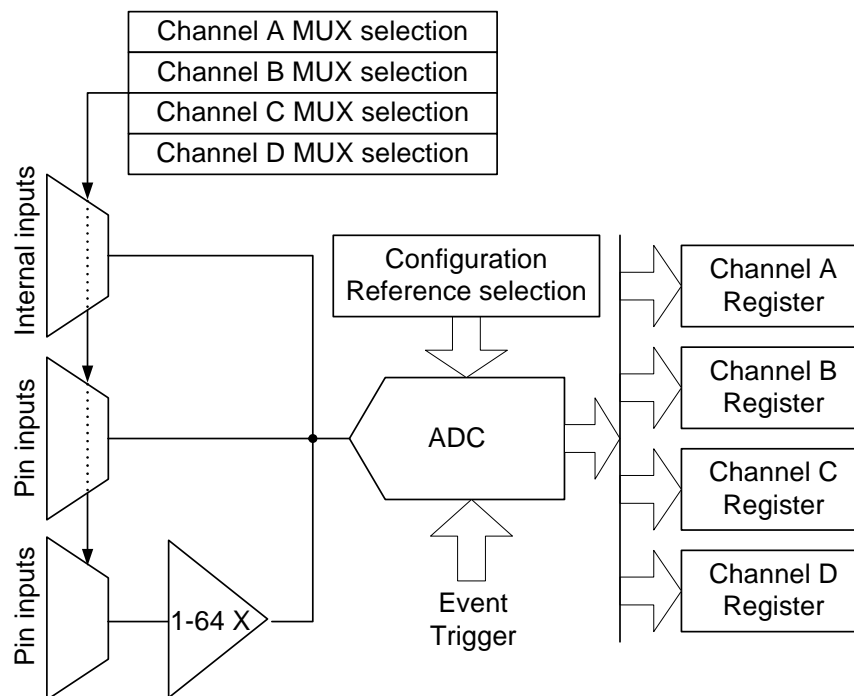 Channel A MUX selection
Channel B MUX selection
Channel C MUX selection
Channel D MUX selection
Internal inputs
Pin inputs
Pin inputs
1-64 X
Configuration
Reference selection
ADC
Event
Trigger
Channel A
Register
Channel B
Register
Channel C
Register
Channel D
Register